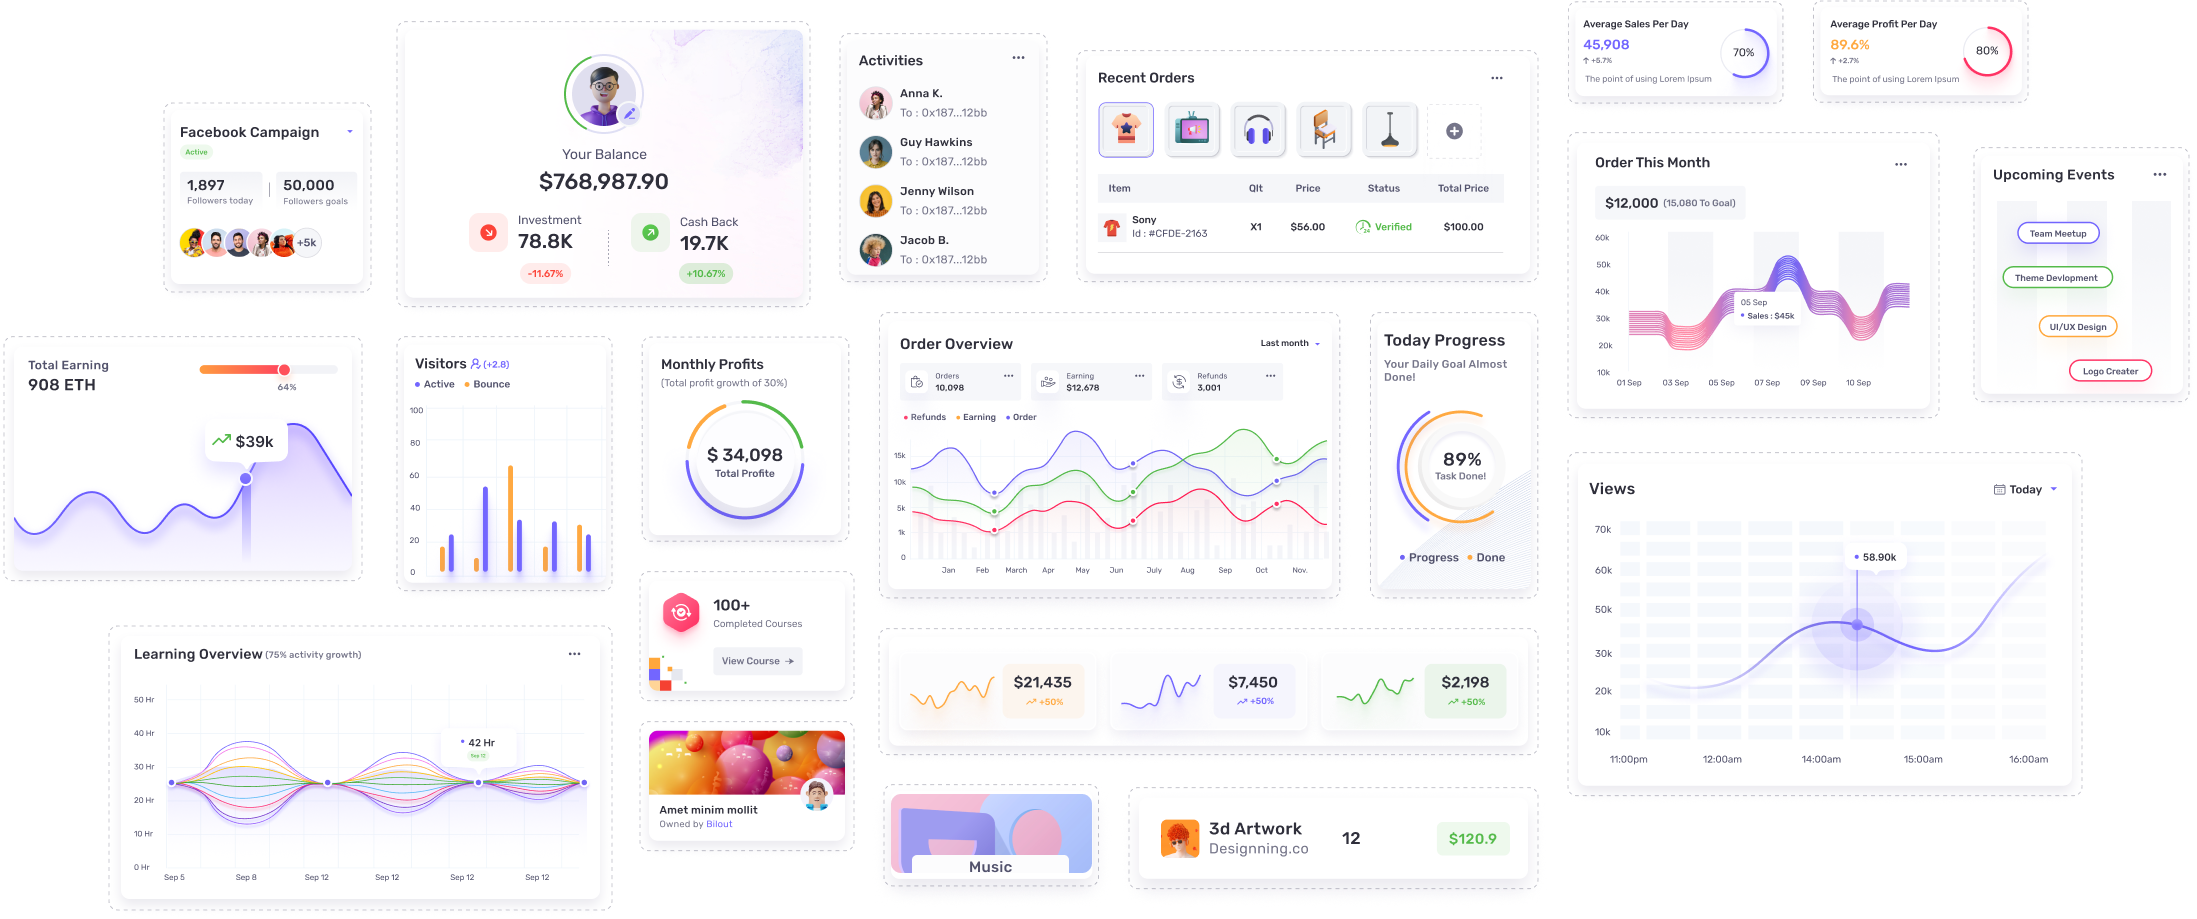 Facebook Campaign
Active
1,897
Followers today
50,000
Followers goals
+5k
Your Balance
$768,987.90
Investment
78.8K
-11.67%
Cash Back
19.7K
+10.67%
Activities
Anna K.
To : 0x187...12bb
Guy Hawkins
To : 0x187...12bb
Jenny Wilson
To : 0x187...12bb
Jacob B.
To : 0x187...12bb
Recent Orders
Item Qlt Price Status Total Price
Sony
Id : #CFDE-2163
X1 $56.00 Verified $100.00
Average Sales Per Day
45,908
+5.7%
The point of using Lorem Ipsum
70%
Average Profit Per Day
89.6%
+2.7%
The point of using Lorem Ipsum
80%
Order This Month
$12,000 (15,080 To Goal)
60k
50k
40k
30k
20k
10k
05 Sep
Sales : $45k
01 Sep 03 Sep 05 Sep 07 Sep 09 Sep 10 Sep
Upcoming Events
Team Meetup
Theme Devlopment
UI/UX Design
Logo Creater
Total Earning
908 ETH
64%
$39k
Visitors (+2.8)
Active Bounce
100
80
60
40
20
0
Monthly Profits
(Total profit growth of 30%)
$ 34,098
Total Profite
Order Overview
Last month
Orders
10,098
Earning
$12,678
Refunds
3,001
Refunds Earning Order
15k
10k
5k
1k
0
Jan Feb March Apr May Jun July Aug Sep Oct Nov.
Today Progress
Your Daily Goal Almost
Done!
89%
Task Done!
Progress Done
Views
Today
70k
60k
50k
30k
20k
10k
58.90k
11:00pm 12:00am 14:00am 15:00am 16:00am
Learning Overview (75% activity growth)
50 Hr
40 Hr
30 Hr
20 Hr
10 Hr
0 Hr
42 Hr
Sep 12
Sep 5 Sep 8 Sep 12 Sep 12 Sep 12 Sep 12
100+
Completed Courses
View Course
Amet minim mollit
Owned by Bilout
$21,435
+50%
$7,450
+50%
$2,198
+50%
Music
3d Artwork
Designning.co
12
$120.9